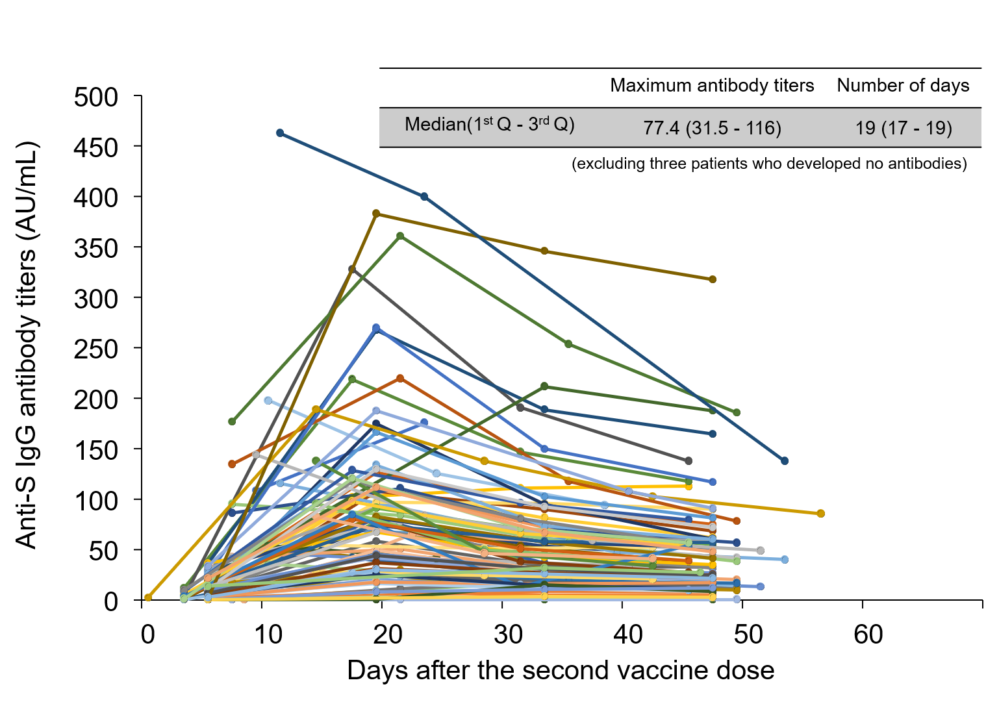 Maximum antibody titers Number of days
Median(1st Q - 3rd Q) 77.4 (31.5 - 116) 19 (17 - 19)
(excluding three patients who developed no antibodies)
Anti-S IgG antibody titers (AU/mL)
500
450
400
350
300
250
200
150
100
50
0
0 10 20 30 40 50 60
Days after the second vaccine dose